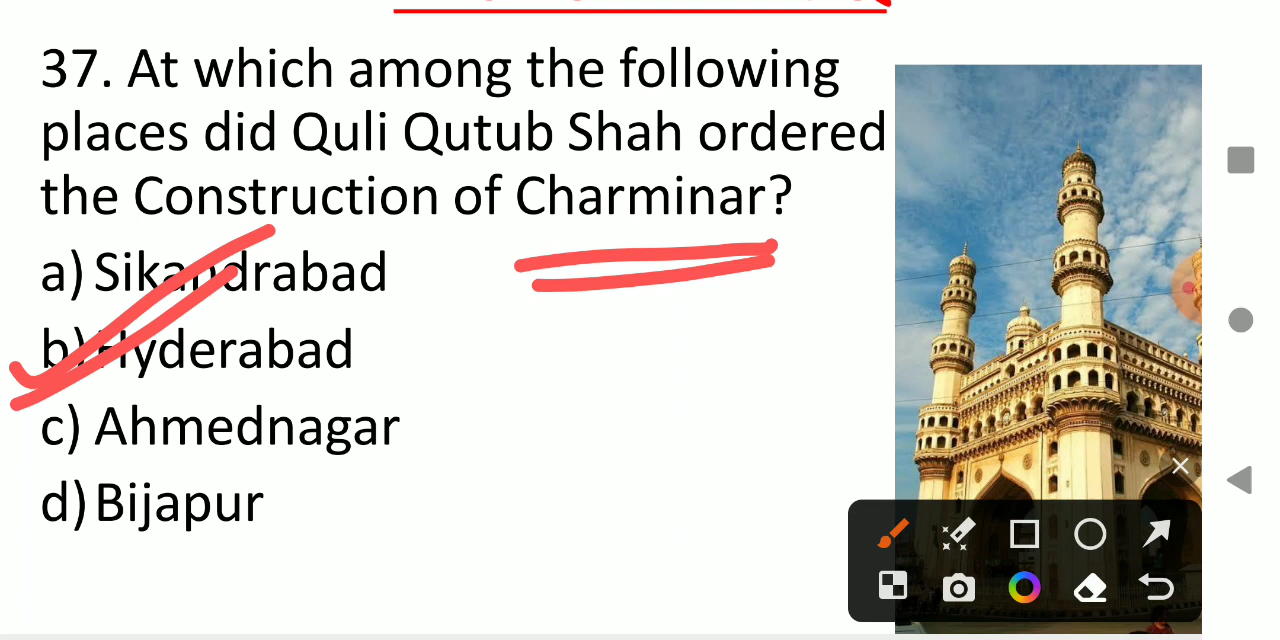 37. At which among the following
places did Quli Qutub Shah ordered
the Construction of Charminar?
a) Sikandrabad
b) Hyderabad
c) Ahmednagar
d) Bijapur